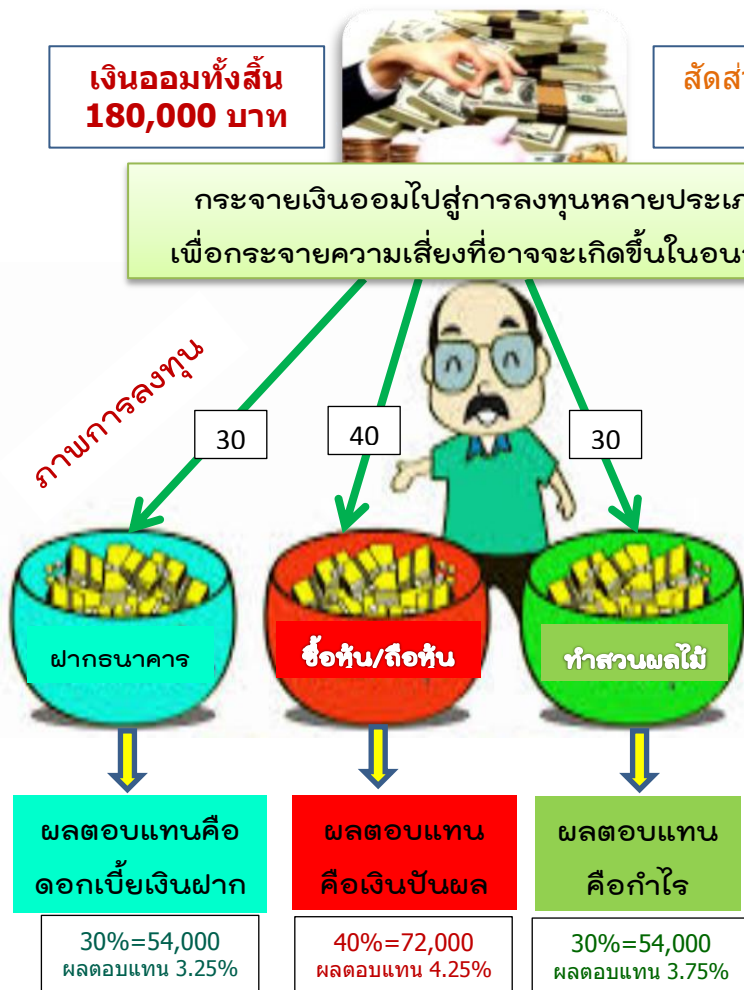 เงินออมทั้งสิ้น
180,000 บาท
กระจายเงินออมไปสู่การลงทุนหลายประเภ
เพื่อกระจายความเสี่ยงที่อาจจะเกิดขึ้นในอน
ภาพการลงทุน
30
40
30
ฝากธนาคาร
ซื้อหุ้น/ถือหุ้น
ทำสวนผลไม้
ผลตอบแทนคือ
ดอกเบี้ยเงินฝาก
ผลตอบแทน
คือเงินปันผล
ผลตอบแทน
คือกำไร
30%=54,000
ผลตอบแทน 3.25%
40%=72,000
ผลตอบแทน 4.25%
30%=54,000
ผลตอบแทน 3.75%